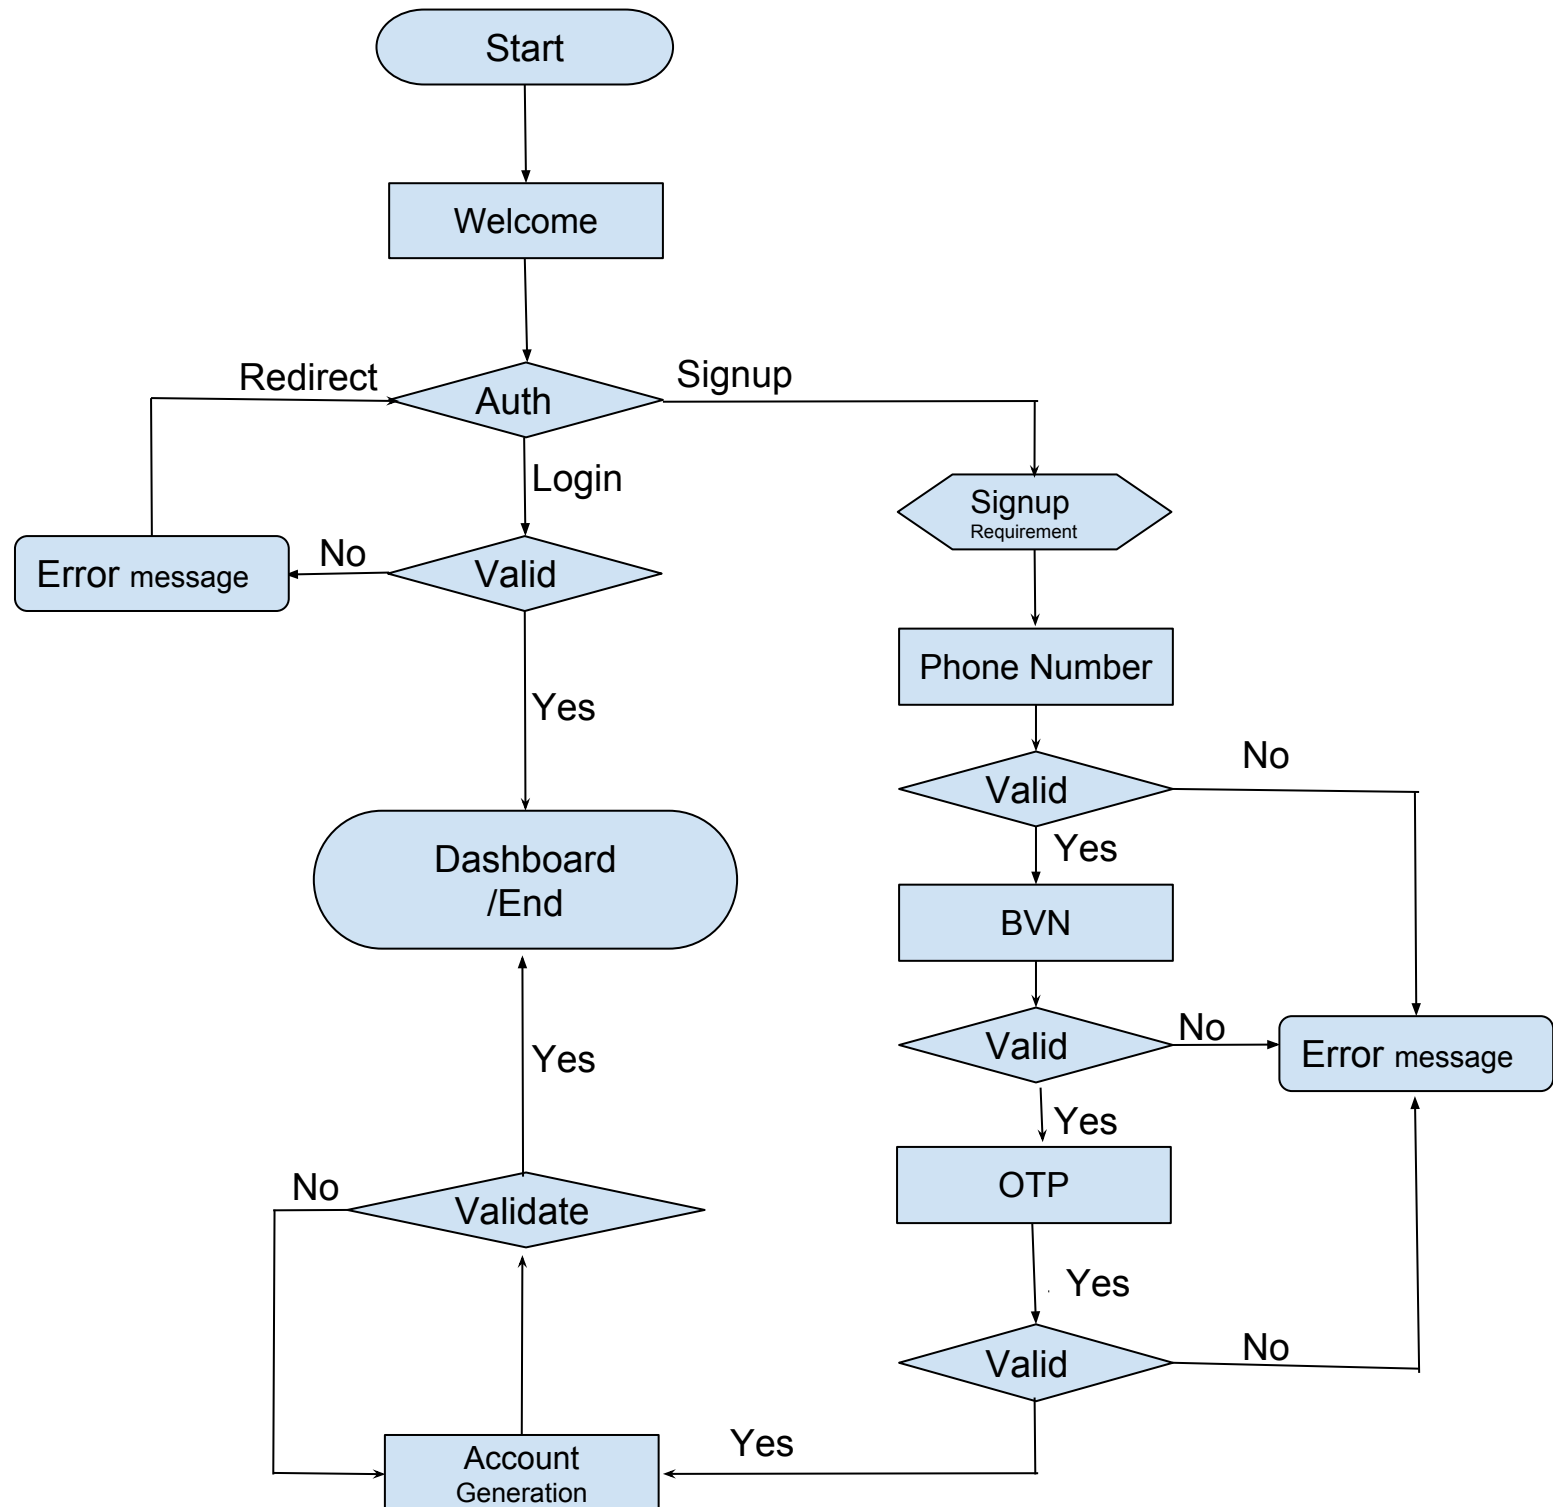 Start
Welcome
Redirect
Auth
Signup
Login
Signup
Requirement
No
Error message
Valid
Phone Number
Yes
No
Valid
Yes
Dashboard
/End
BVN
No
Valid
Error message
Yes
Yes
No
OTP
Validate
Yes
Valid
No
Yes
Account
Generation